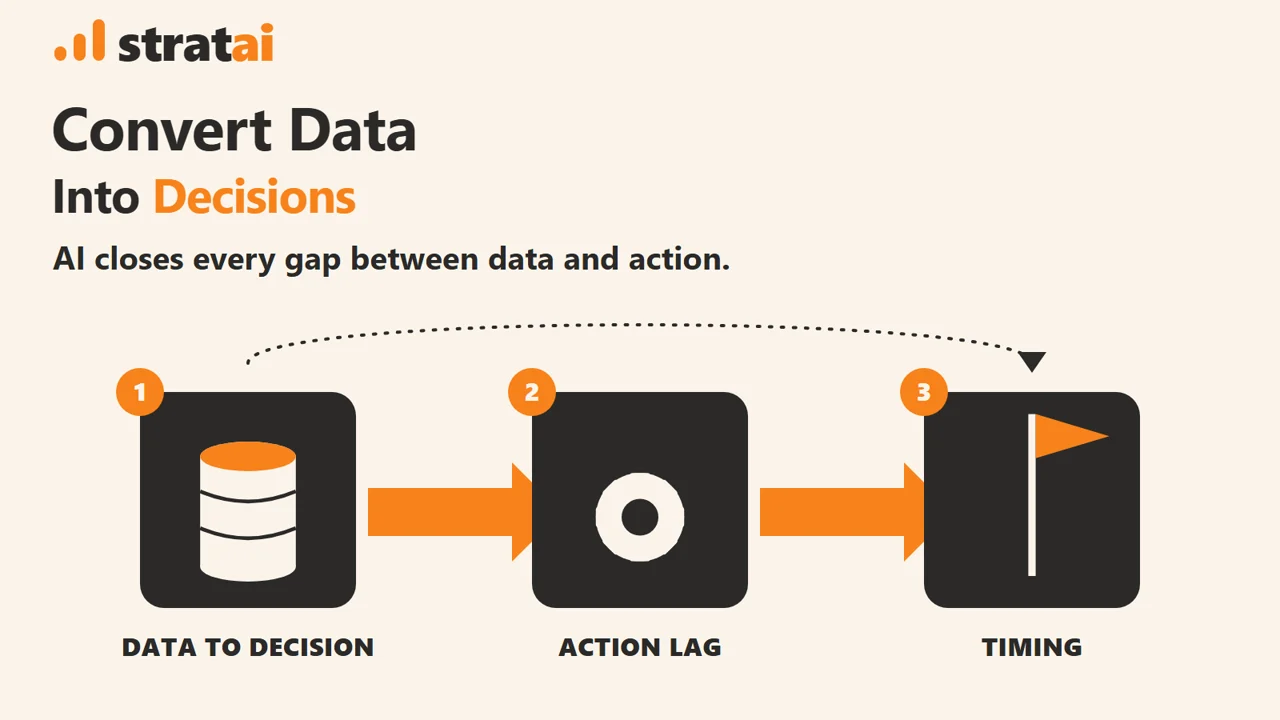 stratai
Convert Data
Into Decisions
AI closes every gap between data and action.
1
2
3
DATA TO DECISION
ACTION LAG
TIMING